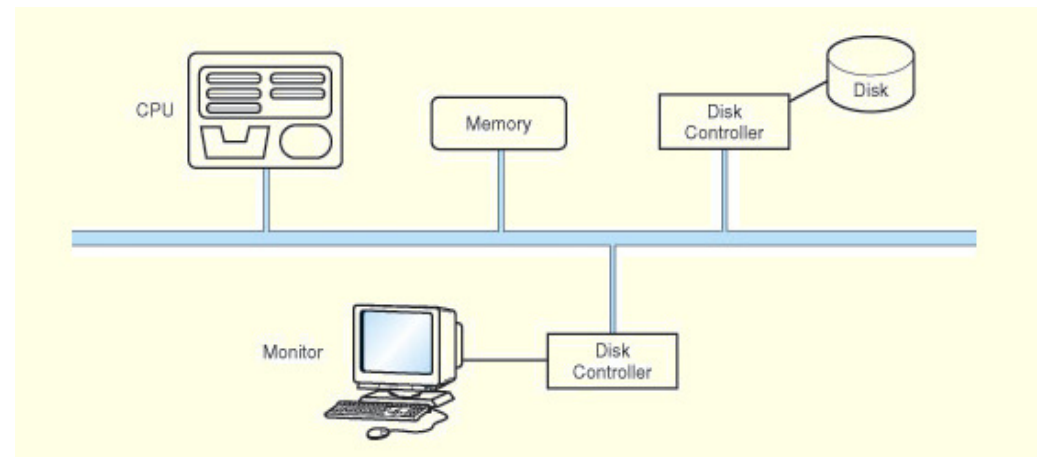 CPU
Memory
Disk
Controller
Disk
Monitor
Disk
Controller